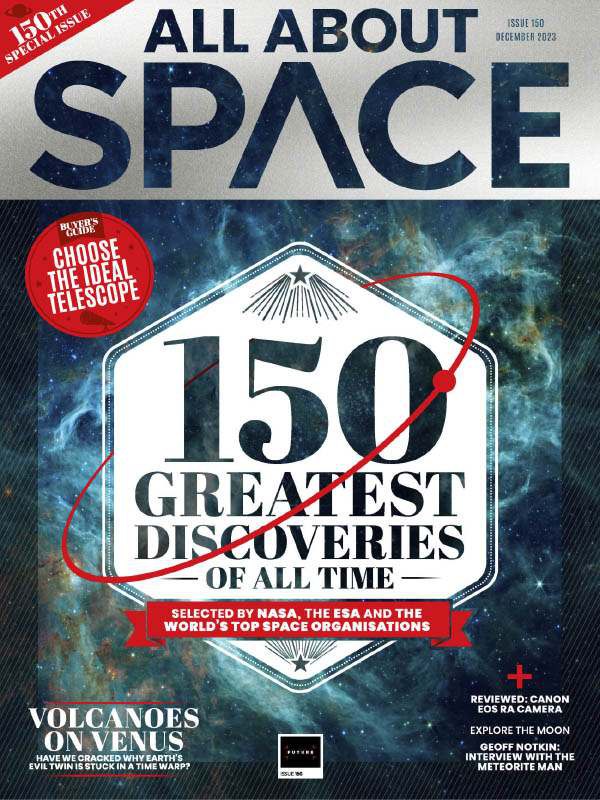 150TH
SPECIAL ISSUE
ALL ABOUT
SPACE
ISSUE 150
DECEMBER 2023
BUYER'S
GUIDE
CHOOSE
THE IDEAL
TELESCOPE
150
GREATEST
DISCOVERIES
OF ALL TIME
SELECTED BY NASA, THE ESA AND THE
WORLD'S TOP SPACE ORGANISATIONS
VOLCANOES
ON VENUS
HAVE WE CRACKED WHY EARTH'S
EVIL TWIN IS STUCK IN A TIME WARP?
FUTURE
ISSUE 150
+
REVIEWED: CANON
EOS RA CAMERA
EXPLORE THE MOON
GEOFF NOTKIN:
INTERVIEW WITH THE
METEORITE MAN